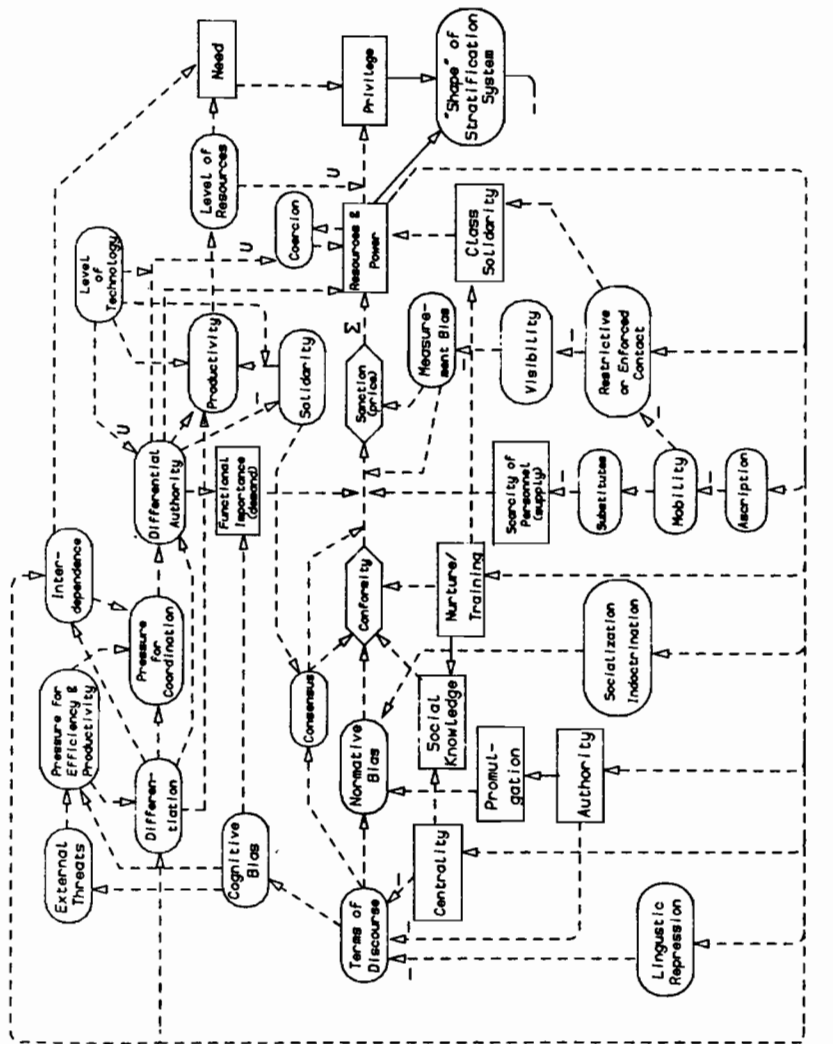 Need
Privilege
"Shape" of
Stratification
System
Level of
Resources
U
Level
of
Technology
U
Coercion
Resources &
Power
Class
Solidarity
Productivity
Solidarity
Σ
Sanction
(price)
Measure-
ment Bias
Visibility
Restrictive
or Enforced
Contact
U
Differential
Authority
Functional
Importance
(demand)
Scarcity of
Personnel
(supply)
Substitutes
Mobility
Ascription
Inter-
dependence
Pressure
for
Coordination
Conformity
Nurture/
Training
Socialization
Indoctrination
Pressure for
Efficiency &
Productivity
Consensus
Normative
Bias
Social
Knowledge
Promul-
gation
Authority
Differen-
tiation
External
Threats
Cognitive
Bias
Centrality
Terms of
Discourse
Lingustic
Repression